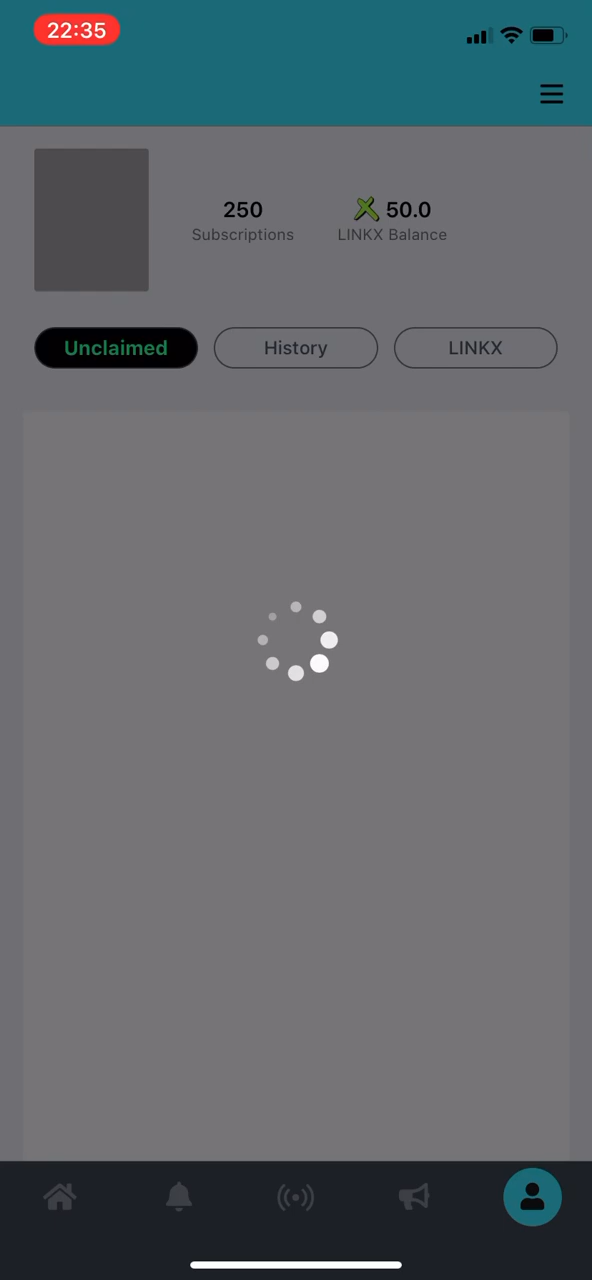 22:35
250
50.0
Subscriptions
LINKX Balance
Unclaimed
History
LINKX